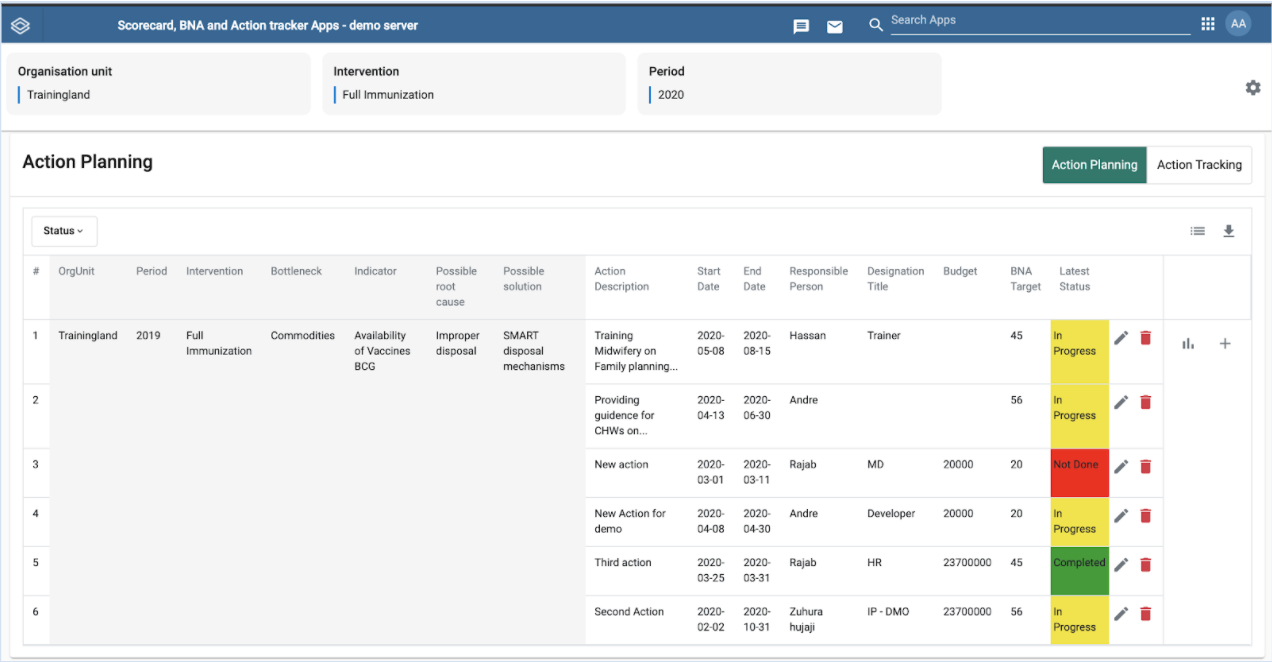 Scorecard, BNA and Action tracker Apps - demo server
Search Apps
AA
Organisation unit
Trainingland
Intervention
Full Immunization
Period
2020
Action Planning
Action Planning
Action Tracking
Status
# OrgUnit Period Intervention Bottleneck Indicator Possible root cause Possible solution Action Description Start Date End Date Responsible Person Designation Title Budget BNA Target Latest Status
1 Trainingland 2019 Full Immunization Commodities Availability of Vaccines BCG Improper disposal SMART disposal mechanisms Training Midwifery on Family planning... 2020-05-08 2020-08-15 Hassan Trainer 45 In Progress
2 Providing guidence for CHWs on... 2020-04-13 2020-06-30 Andre 56 In Progress
3 New action 2020-03-01 2020-03-11 Rajab MD 20000 20 Not Done
4 New Action for demo 2020-04-08 2020-04-30 Andre Developer 20000 20 In Progress
5 Third action 2020-03-25 2020-03-31 Rajab HR 23700000 45 Completed
6 Second Action 2020-02-02 2020-10-31 Zuhura hujaji IP - DMO 23700000 56 In Progress